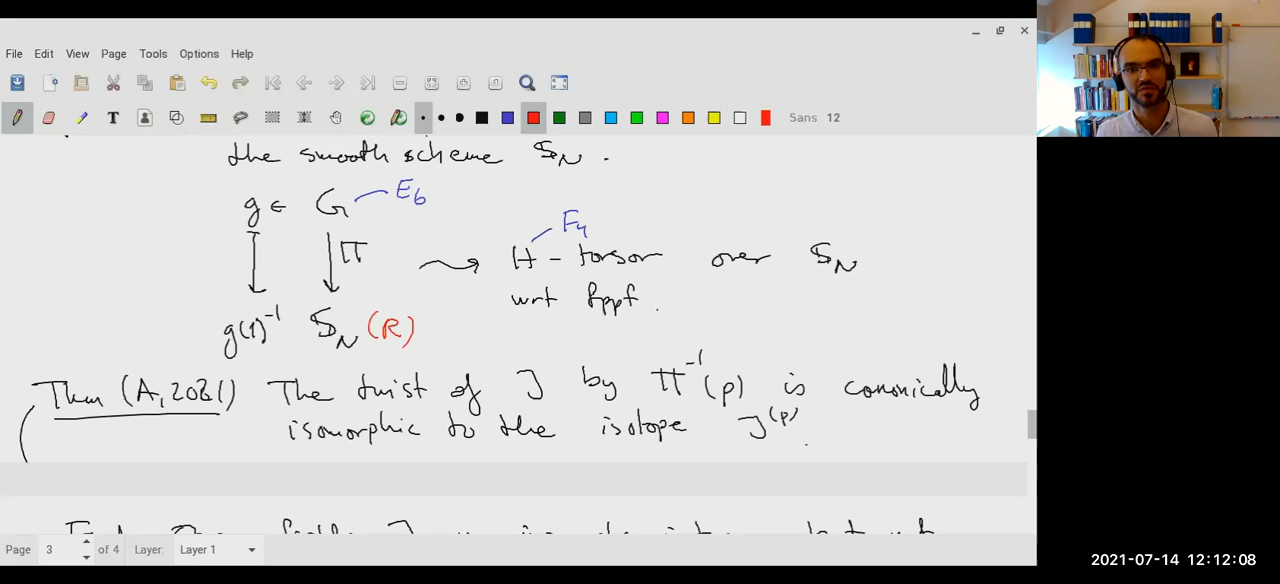 File Edit View Page Tools Options Help
Sans 12
the smooth scheme 𝕊_N .
g ∈ G — E_6
π
H — F_4
H - torsor over 𝕊_N
wrt fppf .
g(1)^{-1} 𝕊_N (R)
Thm (A, 2021) The twist of J by π^{-1}(p) is canonically
isomorphic to the isotope J^{(p)} .
Page 3 of 4 Layer: Layer 1
2021-07-14 12:12:08